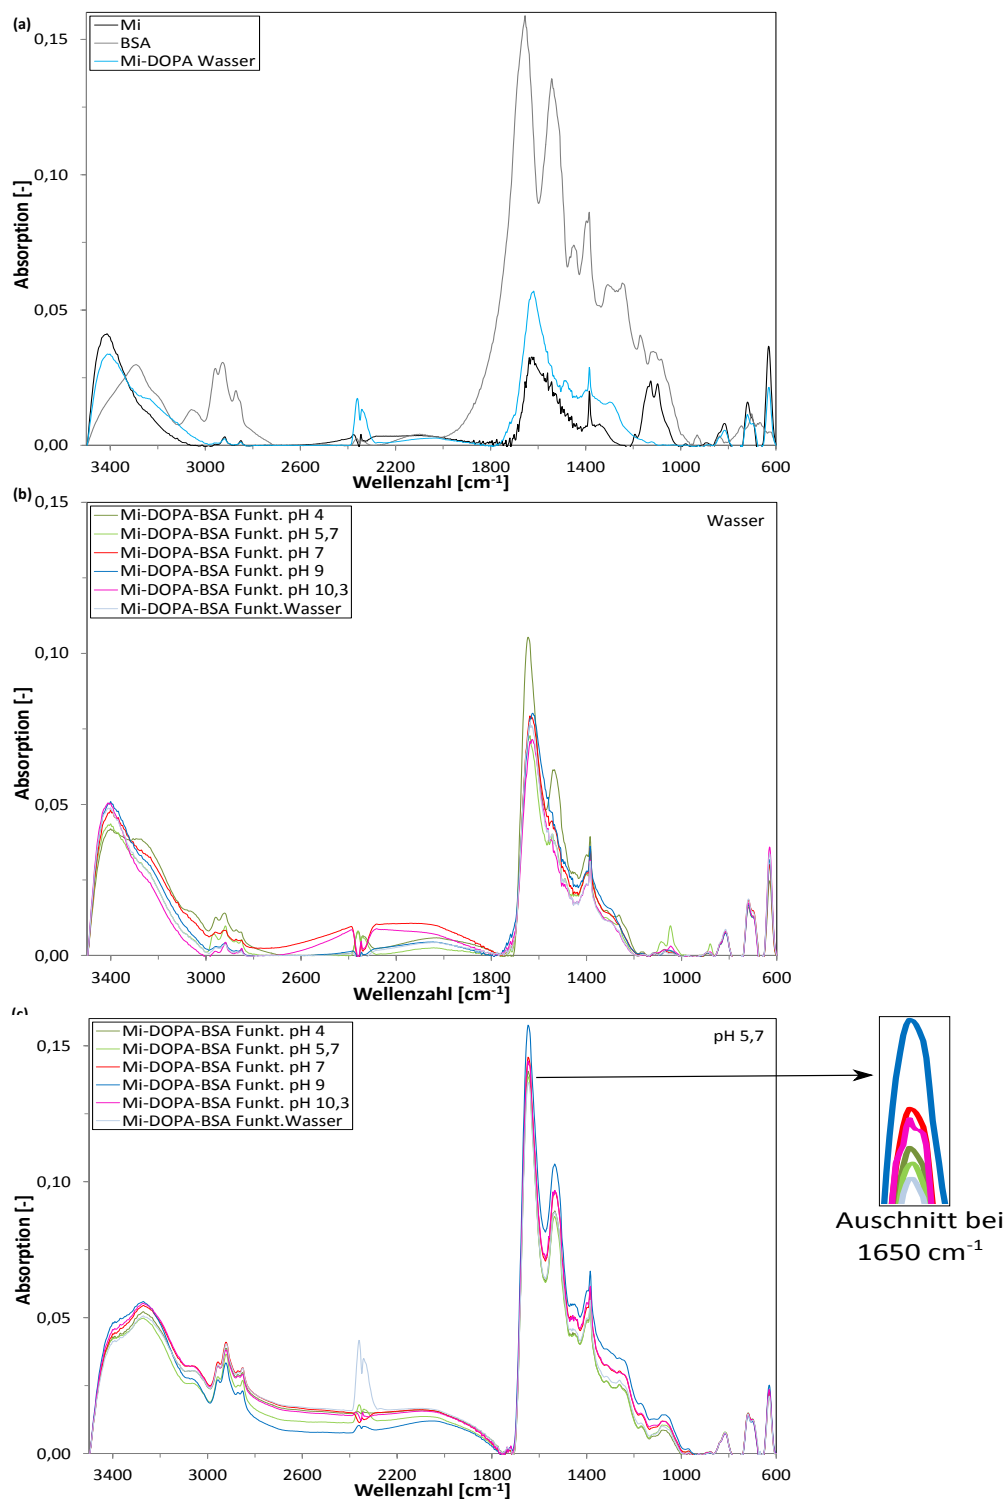 (a)
Mi
BSA
Mi-DOPA Wasser
0,15
0,10
0,05
0,00
Absorption [-]
3400 3000 2600 2200 1800 1400 1000 600
Wellenzahl [cm⁻¹]
(b)
Mi-DOPA-BSA Funkt. pH 4
Mi-DOPA-BSA Funkt. pH 5,7
Mi-DOPA-BSA Funkt. pH 7
Mi-DOPA-BSA Funkt. pH 9
Mi-DOPA-BSA Funkt. pH 10,3
Mi-DOPA-BSA Funkt.Wasser
Wasser
0,15
0,10
0,05
0,00
Absorption [-]
3400 3000 2600 2200 1800 1400 1000 600
Wellenzahl [cm⁻¹]
(c)
Mi-DOPA-BSA Funkt. pH 4
Mi-DOPA-BSA Funkt. pH 5,7
Mi-DOPA-BSA Funkt. pH 7
Mi-DOPA-BSA Funkt. pH 9
Mi-DOPA-BSA Funkt. pH 10,3
Mi-DOPA-BSA Funkt.Wasser
pH 5,7
0,15
0,10
0,05
0,00
Absorption [-]
3400 3000 2600 2200 1800 1400 1000 600
Wellenzahl [cm⁻¹]
Auschnitt bei
1650 cm⁻¹